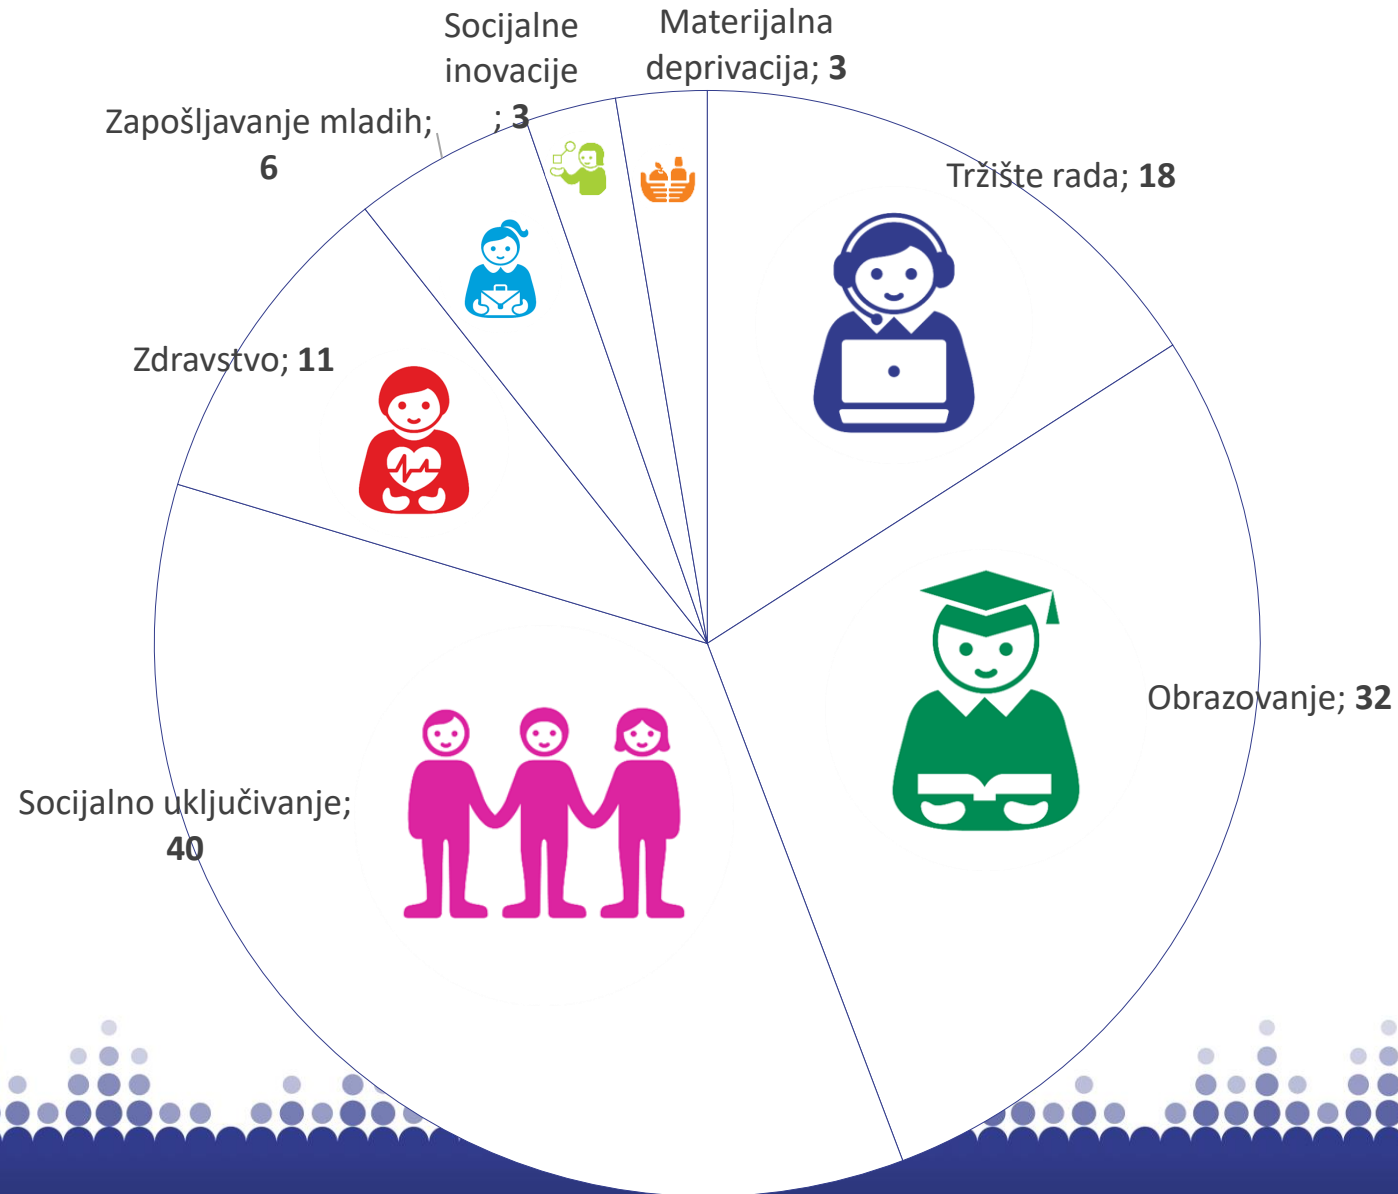 Socijalne
inovacije
; 3
Materijalna
deprivacija; 3
Zapošljavanje mladih;
6
Tržište rada; 18
Zdravstvo; 11
Obrazovanje; 32
Socijalno uključivanje;
40